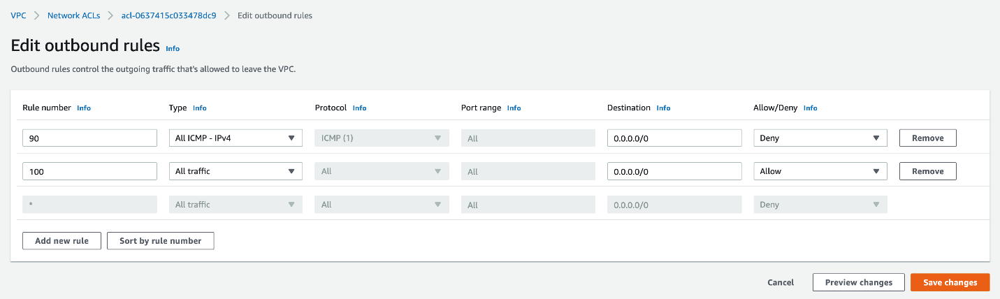 VPC > Network ACLs > acl-0637415c033478dc9 > Edit outbound rules
Edit outbound rules Info
Outbound rules control the outgoing traffic that's allowed to leave the VPC.
Rule number Info Type Info Protocol Info Port range Info Destination Info Allow/Deny Info
90 All ICMP - IPv4 ICMP (1) All 0.0.0.0/0 Deny Remove
100 All traffic All All 0.0.0.0/0 Allow Remove
* All traffic All All 0.0.0.0/0 Deny
Add new rule Sort by rule number
Cancel Preview changes Save changes